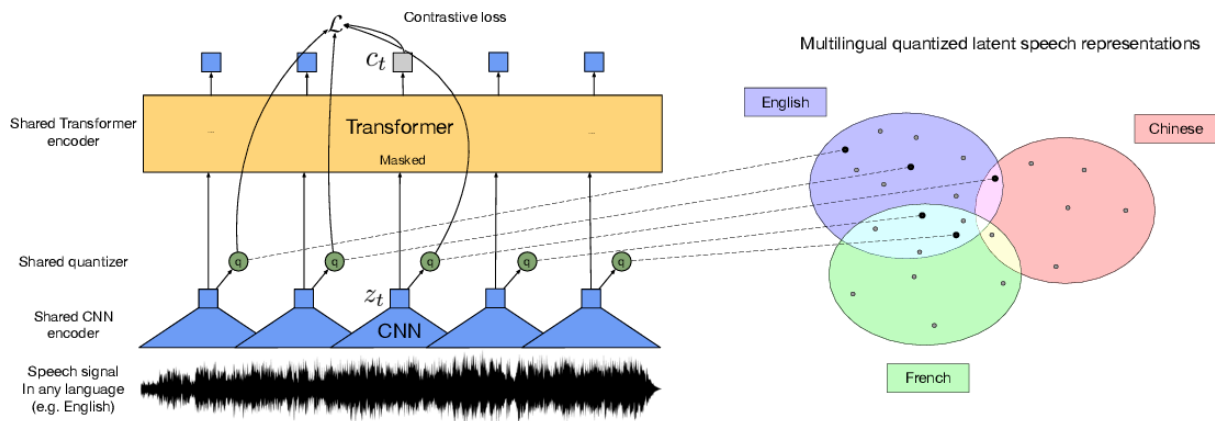 Contrastive loss
ℒ
Multilingual quantized latent speech representations
c_t
English
Chinese
Shared Transformer
encoder
...
Transformer
...
Masked
Shared quantizer
q
q
q
q
q
z_t
Shared CNN
encoder
CNN
Speech signal
In any language
(e.g. English)
French